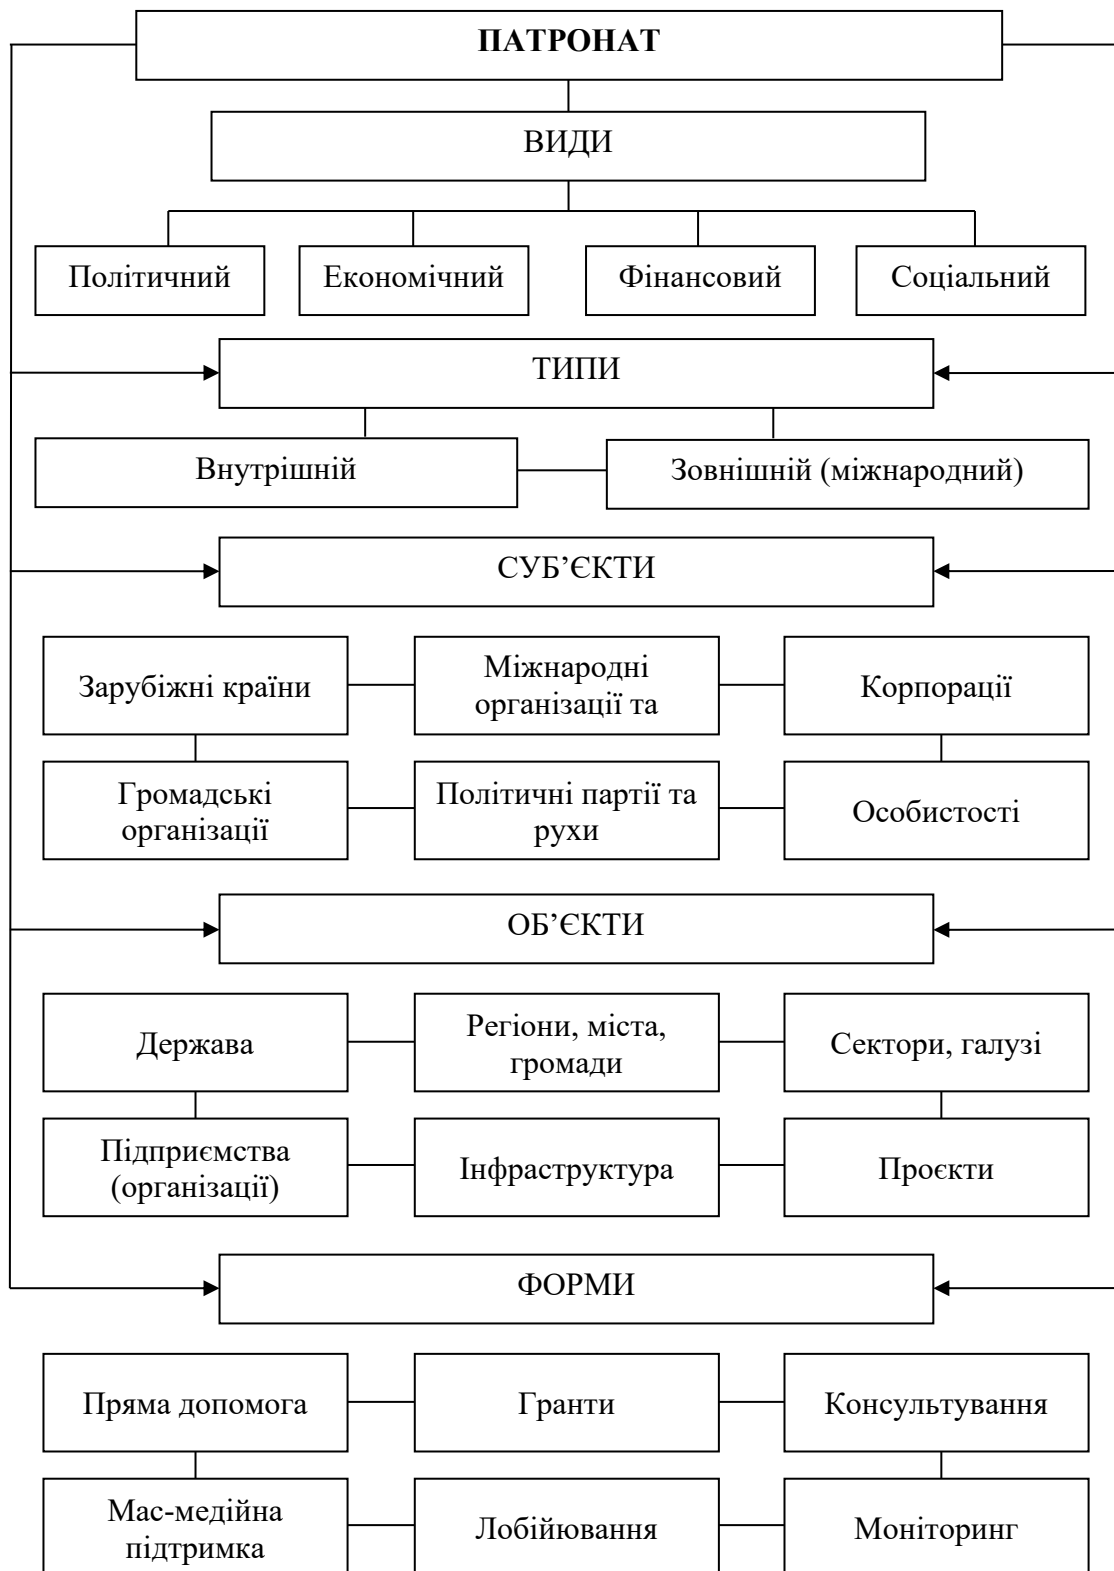 ПАТРОНАТ
ВИДИ
Політичний
Економічний
Фінансовий
Соціальний
ТИПИ
Внутрішній
Зовнішній (міжнародний)
СУБ’ЄКТИ
Зарубіжні країни
Міжнародні
організації та
Корпорації
Громадські
організації
Політичні партії та
рухи
Особистості
ОБ’ЄКТИ
Держава
Регіони, міста,
громади
Сектори, галузі
Підприємства
(організації)
Інфраструктура
Проєкти
ФОРМИ
Пряма допомога
Гранти
Консультування
Мас-медійна
підтримка
Лобійювання
Моніторинг